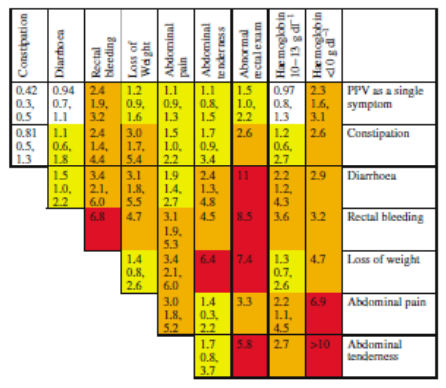 Constipation
Diarrhoea
Rectal
bleeding
Loss of
Weight
Abdominal
pain
Abdominal
tenderness
Abnormal
rectal exam
Haemoglobin
10–13 g dl⁻¹
Haemoglobin
<10 g dl⁻¹
0.42 0.94 2.4 1.2 1.1 1.1 1.5 0.97 2.3 PPV as a single
0.3, 0.7, 1.9, 0.9, 0.9, 0.8, 1.0, 0.8, 1.6, symptom
0.5 1.1 3.2 1.6 1.3 1.5 2.2 1.3 3.1
0.81 1.1 2.4 3.0 1.5 1.7 2.6 1.2 2.6 Constipation
0.5, 0.6, 1.4, 1.7, 1.0, 0.9, 0.6,
1.3 1.8 4.4 5.4 2.2 3.4 2.7
1.5 3.4 3.1 1.9 2.4 11 2.2 2.9 Diarrhoea
1.0, 2.1, 1.8, 1.4, 1.3, 1.2,
2.2 6.0 5.5 2.7 4.8 4.3
6.8 4.7 3.1 4.5 8.5 3.6 3.2 Rectal bleeding
1.9,
5.3
1.4 3.4 6.4 7.4 1.3 4.7 Loss of weight
0.8, 2.1, 0.7,
2.6 6.0 2.6
3.0 1.4 3.3 2.2 6.9 Abdominal pain
1.8, 0.3, 1.1,
5.2 2.2 4.5
1.7 5.8 2.7 >10 Abdominal
0.8, tenderness
3.7